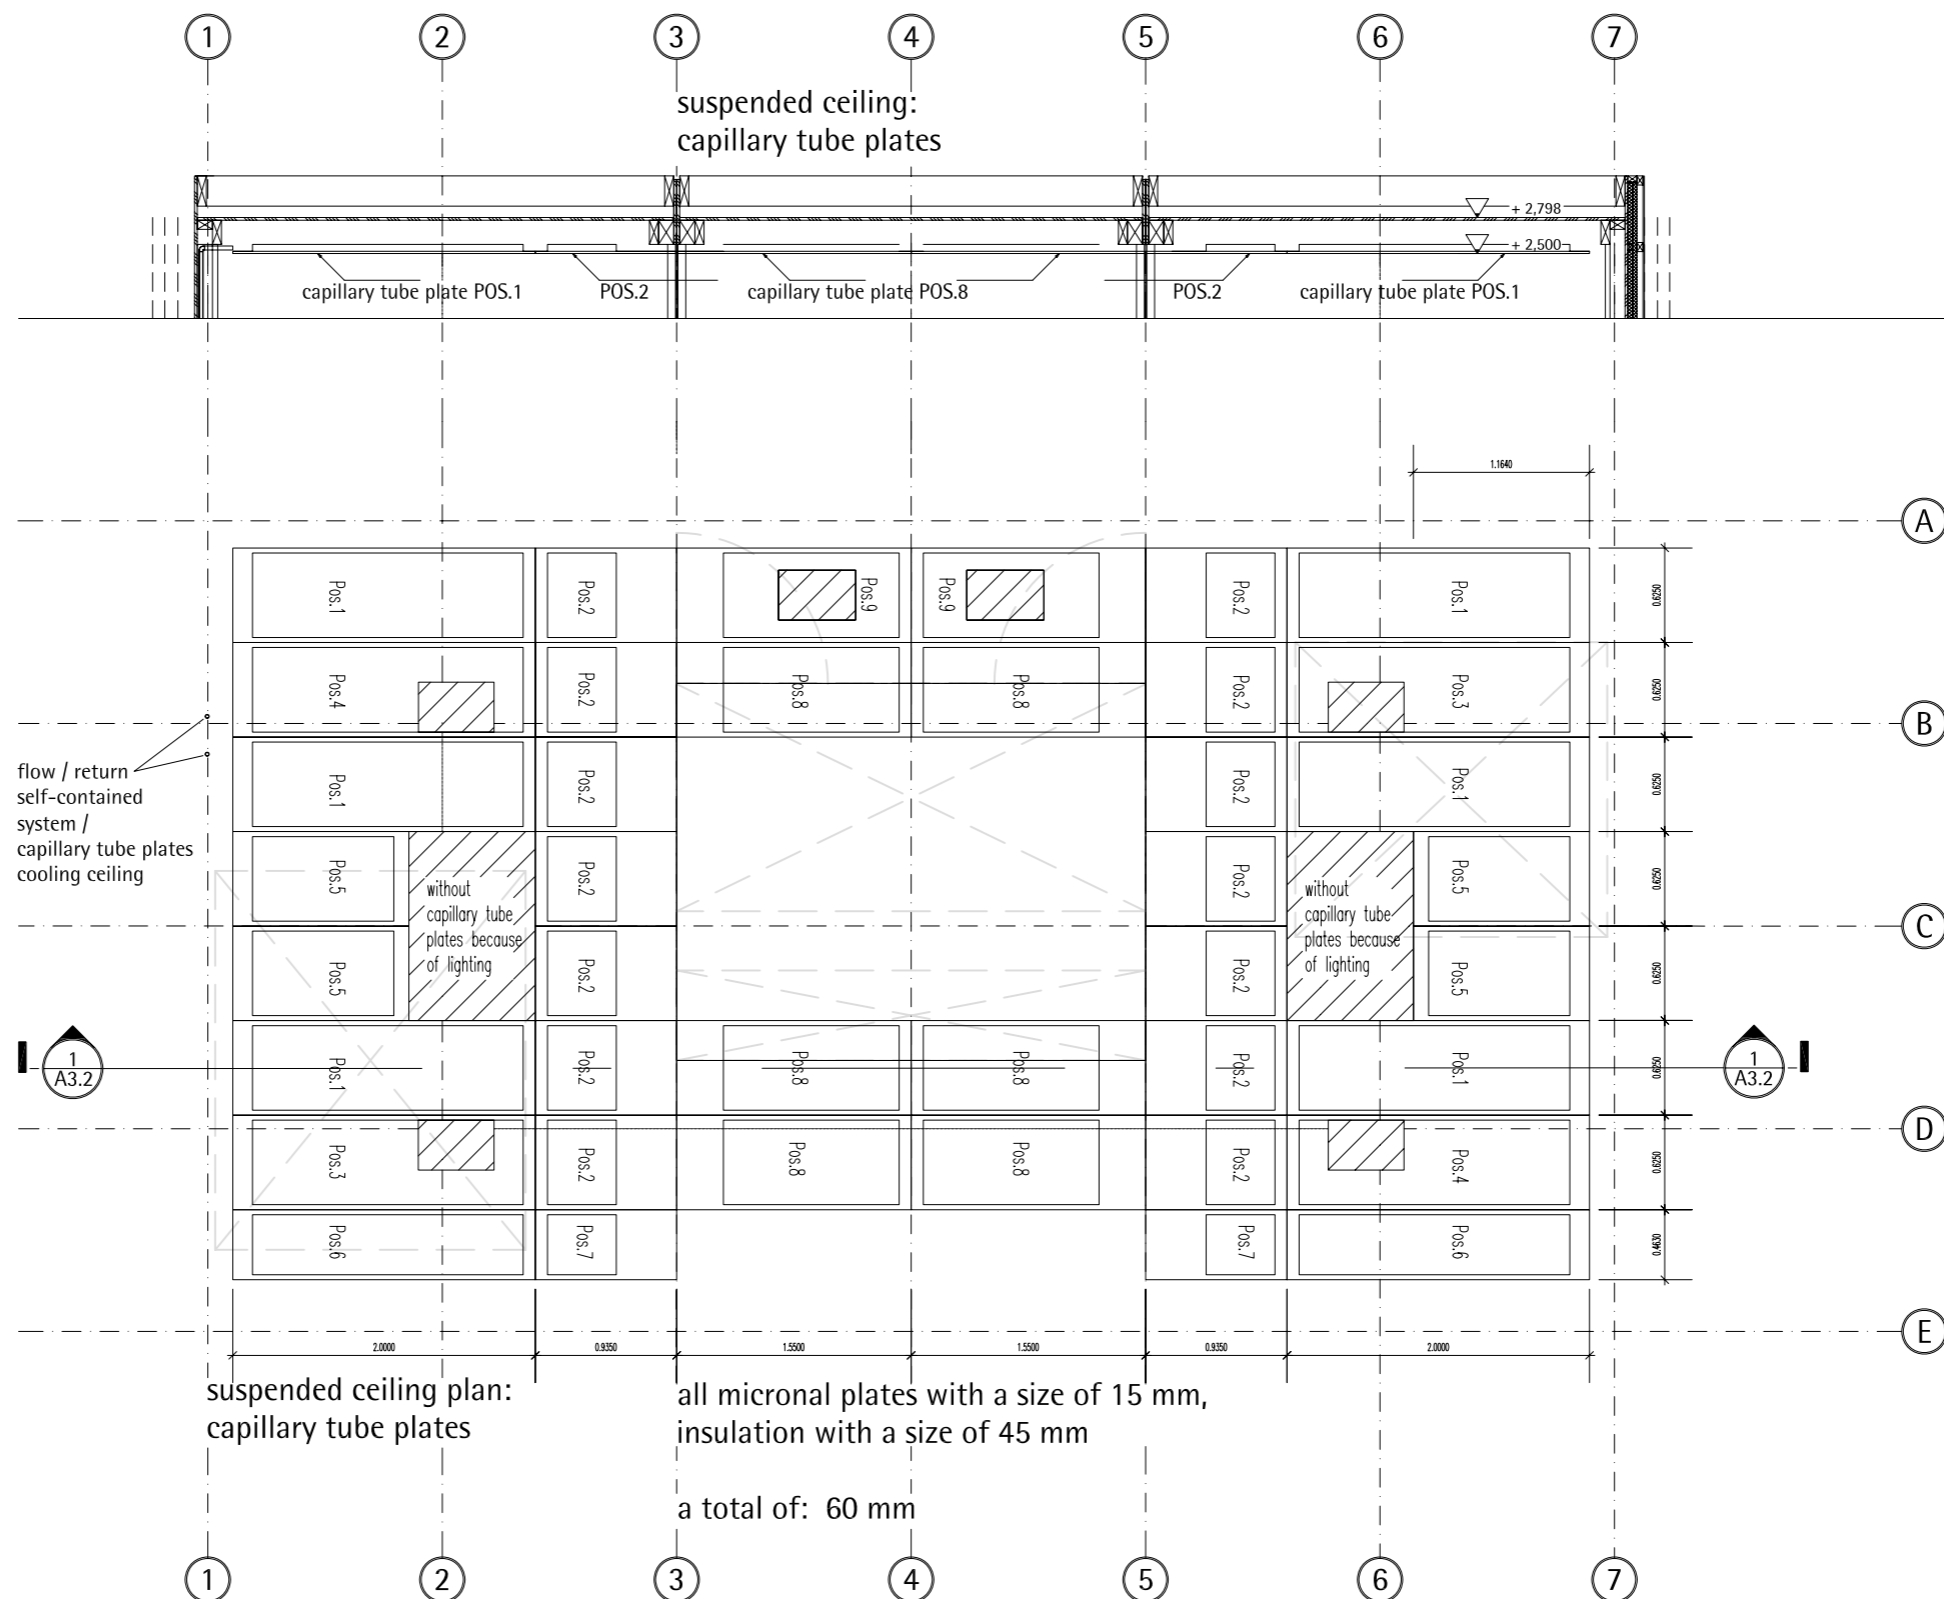 1 2 3 4 5 6 7
suspended ceiling:
capillary tube plates
+ 2,798
+ 2,500
capillary tube plate POS.1
POS.2
capillary tube plate POS.8
POS.2
capillary tube plate POS.1
1.1640
A
Pos.1 Pos.2 Pos.9 Pos.9 Pos.2 Pos.1
0.6250
Pos.4 Pos.2 Pos.8 Pos.8 Pos.2 Pos.3
0.6250
B
flow / return
self-contained
system /
capillary tube plates
cooling ceiling
Pos.1 Pos.2 Pos.2 Pos.1
0.6250
Pos.5 Pos.2 Pos.2 Pos.5
0.6250
without
capillary tube
plates because
of lighting
without
capillary tube
plates because
of lighting
C
Pos.5 Pos.2 Pos.2 Pos.5
0.6250
1
A3.2
Pos.1 Pos.2 Pos.8 Pos.8 Pos.2 Pos.1
0.6250
1
A3.2
D
Pos.3 Pos.2 Pos.8 Pos.8 Pos.2 Pos.4
0.6250
Pos.6 Pos.7 Pos.7 Pos.6
0.4630
E
2.0000 0.9350 1.5500 1.5500 0.9350 2.0000
suspended ceiling plan:
capillary tube plates
all micronal plates with a size of 15 mm,
insulation with a size of 45 mm
a total of: 60 mm
1 2 3 4 5 6 7